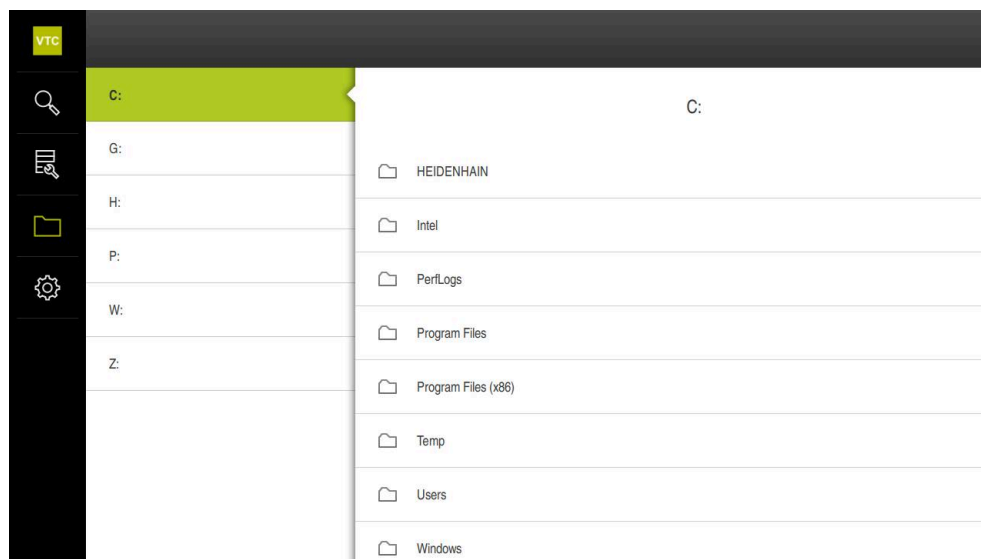 VTC
C:
G:
H:
P:
W:
Z:
C:
HEIDENHAIN
Intel
PerfLogs
Program Files
Program Files (x86)
Temp
Users
Windows